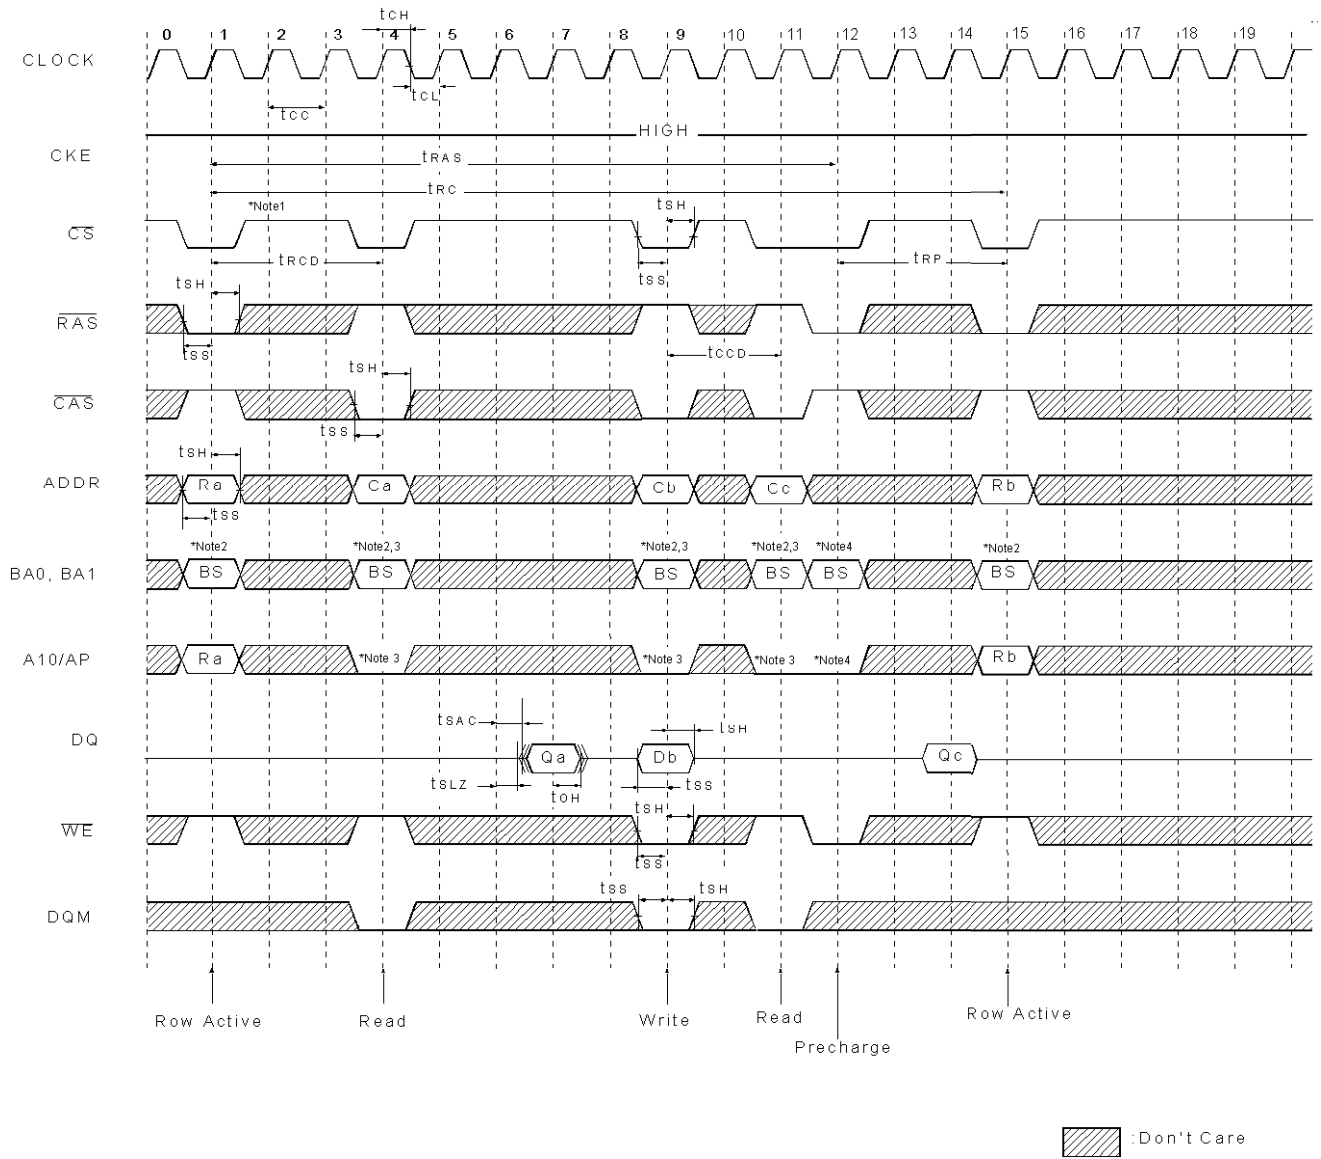 tCH
0 1 2 3 4 5 6 7 8 9 10 11 12 13 14 15 16 17 18 19
CLOCK
tCL
tCC
HIGH
CKE
tRAS
tRC
*Note1
tSH
CS
tRCD
tSS
tRP
tSH
RAS
tSS
tCCD
tSH
CAS
tSS
tSH
ADDR
Ra Ca Cb Cc Rb
tSS
*Note2 *Note2,3 *Note2,3 *Note2,3 *Note4 *Note2
BA0, BA1
BS BS BS BS BS BS
A10/AP
Ra *Note 3 *Note 3 *Note 3 *Note4 Rb
tSAC
tSH
DQ
Qa Db Qc
tSLZ
tOH
tSS
tSH
WE
tSS
tSS
tSH
DQM
Row Active
Read
Write
Read
Row Active
Precharge
:Don't Care